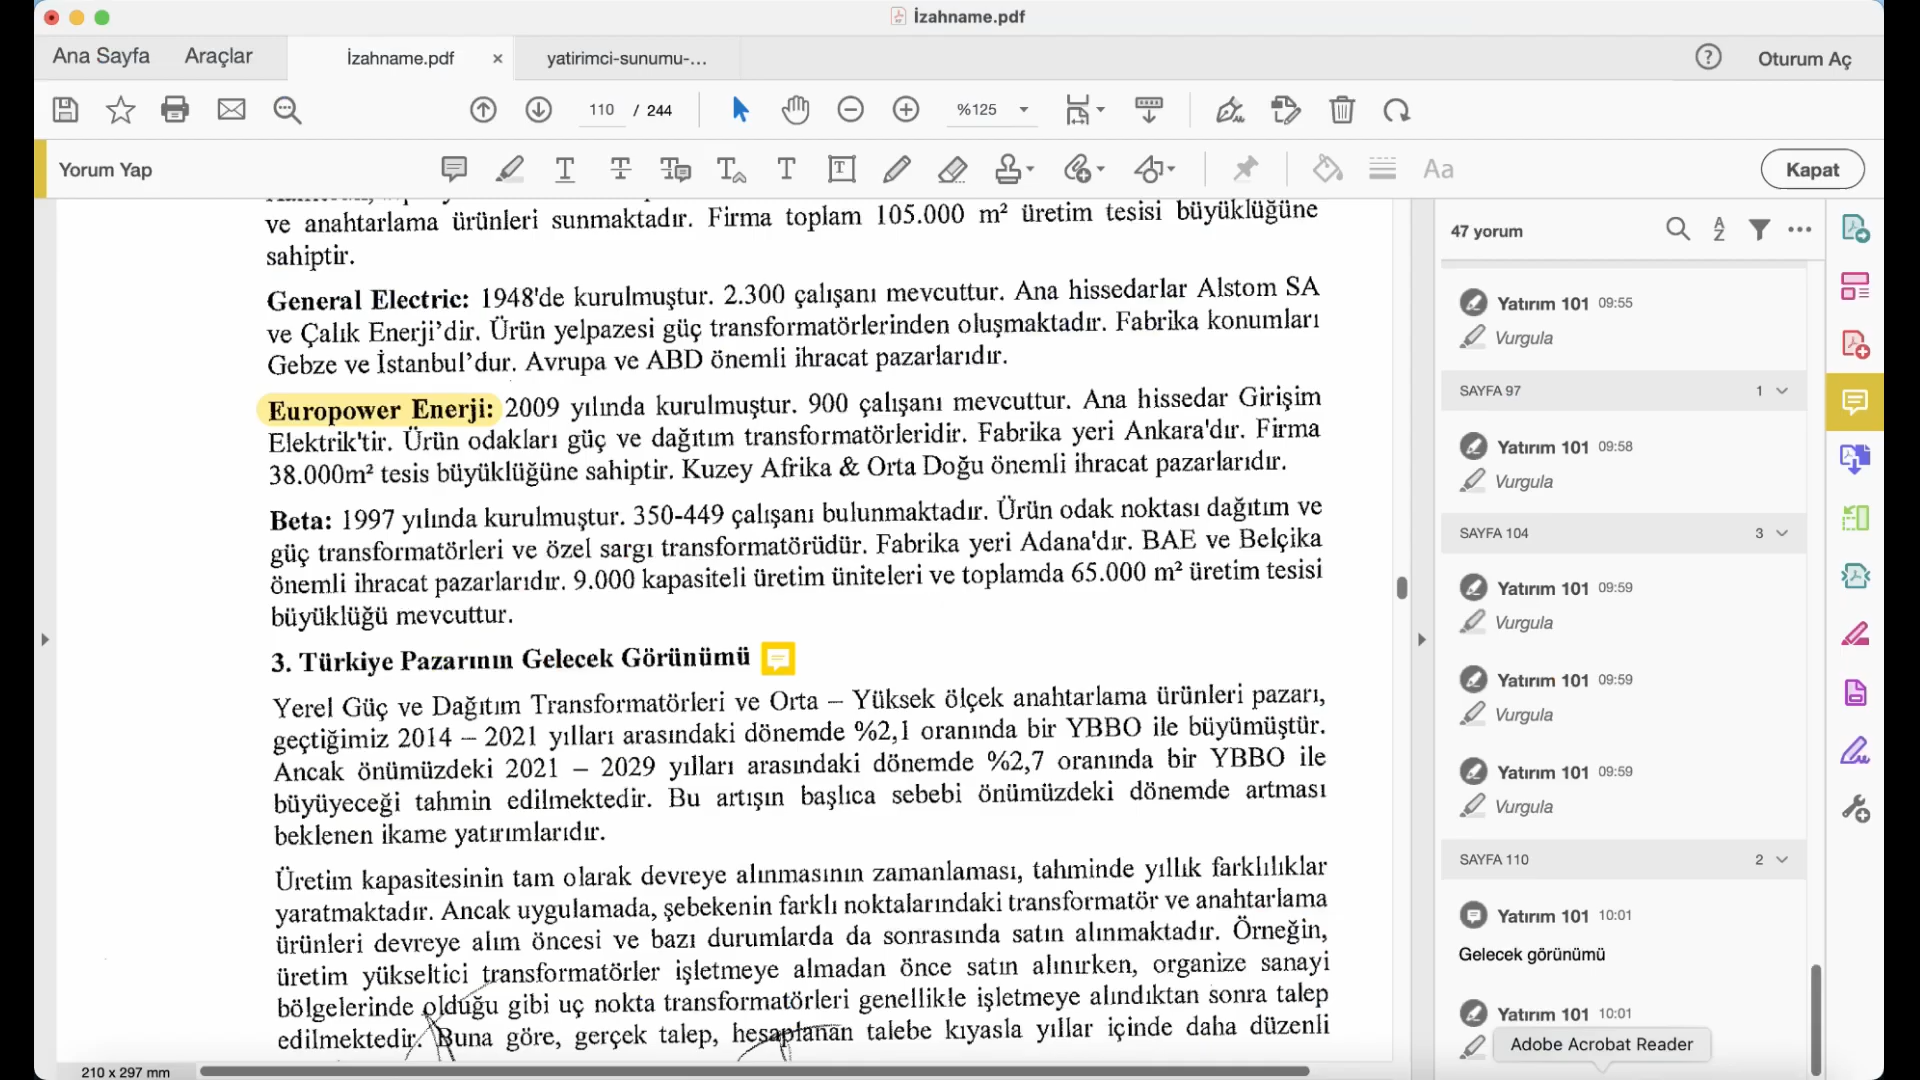 İzahname.pdf
Ana Sayfa
Araçlar
İzahname.pdf
yatirimci-sunumu-...
Oturum Aç
110 / 244
%125
Yorum Yap
Kapat
ve anahtarlama ürünleri sunmaktadır. Firma toplam 105.000 m² üretim tesisi büyüklüğüne
sahiptir.
General Electric: 1948'de kurulmuştur. 2.300 çalışanı mevcuttur. Ana hissedarlar Alstom SA
ve Çalık Enerji'dir. Ürün yelpazesi güç transformatörlerinden oluşmaktadır. Fabrika konumları
Gebze ve İstanbul'dur. Avrupa ve ABD önemli ihracat pazarlarıdır.
Europower Enerji: 2009 yılında kurulmuştur. 900 çalışanı mevcuttur. Ana hissedar Girişim
Elektrik'tir. Ürün odakları güç ve dağıtım transformatörleridir. Fabrika yeri Ankara'dır. Firma
38.000m² tesis büyüklüğüne sahiptir. Kuzey Afrika & Orta Doğu önemli ihracat pazarlarıdır.
Beta: 1997 yılında kurulmuştur. 350-449 çalışanı bulunmaktadır. Ürün odak noktası dağıtım ve
güç transformatörleri ve özel sargı transformatörüdür. Fabrika yeri Adana'dır. BAE ve Belçika
önemli ihracat pazarlarıdır. 9.000 kapasiteli üretim üniteleri ve toplamda 65.000 m² üretim tesisi
büyüklüğü mevcuttur.
3. Türkiye Pazarının Gelecek Görünümü
Yerel Güç ve Dağıtım Transformatörleri ve Orta – Yüksek ölçek anahtarlama ürünleri pazarı,
geçtiğimiz 2014 – 2021 yılları arasındaki dönemde %2,1 oranında bir YBBO ile büyümüştür.
Ancak önümüzdeki 2021 – 2029 yılları arasındaki dönemde %2,7 oranında bir YBBO ile
büyüyeceği tahmin edilmektedir. Bu artışın başlıca sebebi önümüzdeki dönemde artması
beklenen ikame yatırımlarıdır.
Üretim kapasitesinin tam olarak devreye alınmasının zamanlaması, tahminde yıllık farklılıklar
yaratmaktadır. Ancak uygulamada, şebekenin farklı noktalarındaki transformatör ve anahtarlama
ürünleri devreye alım öncesi ve bazı durumlarda da sonrasında satın alınmaktadır. Örneğin,
üretim yükseltici transformatörler işletmeye almadan önce satın alınırken, organize sanayi
bölgelerinde olduğu gibi uç nokta transformatörleri genellikle işletmeye alındıktan sonra talep
edilmektedir. Buna göre, gerçek talep, hesaplanan talebe kıyasla yıllar içinde daha düzenli
210 x 297 mm
47 yorum
Yatırım 101 09:55
Vurgula
SAYFA 97 1
Yatırım 101 09:58
Vurgula
SAYFA 104 3
Yatırım 101 09:59
Vurgula
Yatırım 101 09:59
Vurgula
Yatırım 101 09:59
Vurgula
SAYFA 110 2
Yatırım 101 10:01
Gelecek görünümü
Yatırım 101 10:01
Adobe Acrobat Reader